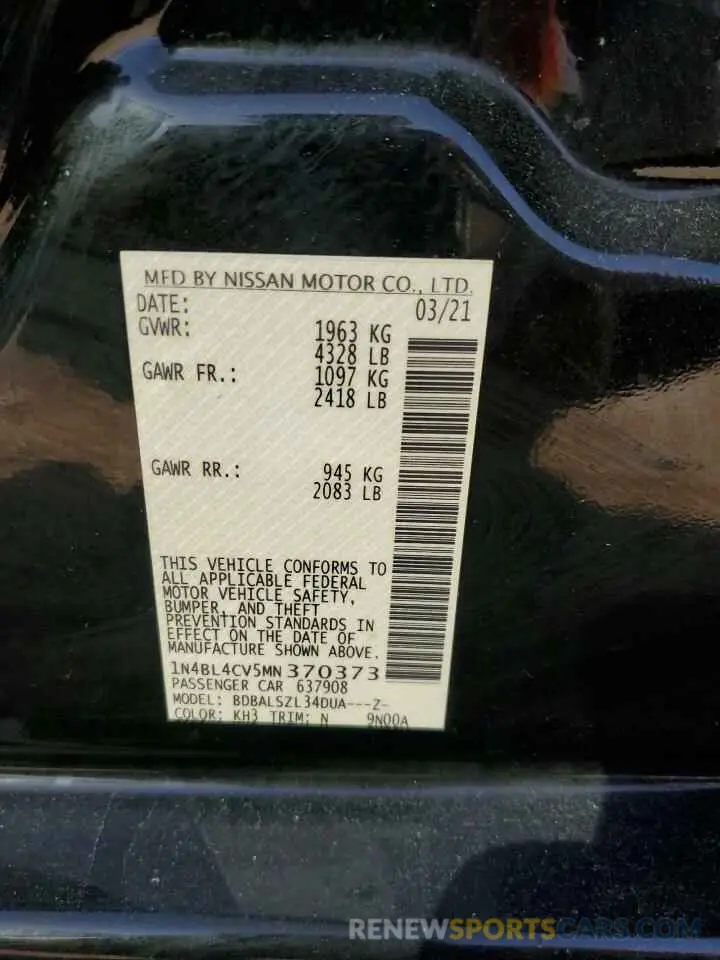 MFD BY NISSAN MOTOR CO., LTD.
DATE: 03/21
GVWR: 1963 KG
4328 LB
GAWR FR.: 1097 KG
2418 LB
GAWR RR.: 945 KG
2083 LB
THIS VEHICLE CONFORMS TO
ALL APPLICABLE FEDERAL
MOTOR VEHICLE SAFETY,
BUMPER, AND THEFT
PREVENTION STANDARDS IN
EFFECT ON THE DATE OF
MANUFACTURE SHOWN ABOVE.
1N4BL4CV5MN370373
PASSENGER CAR 637908
MODEL: BDBALSZL34DUA---Z-
COLOR: KH3 TRIM: N 9N00A
RENEWSPORTSCARS.COM